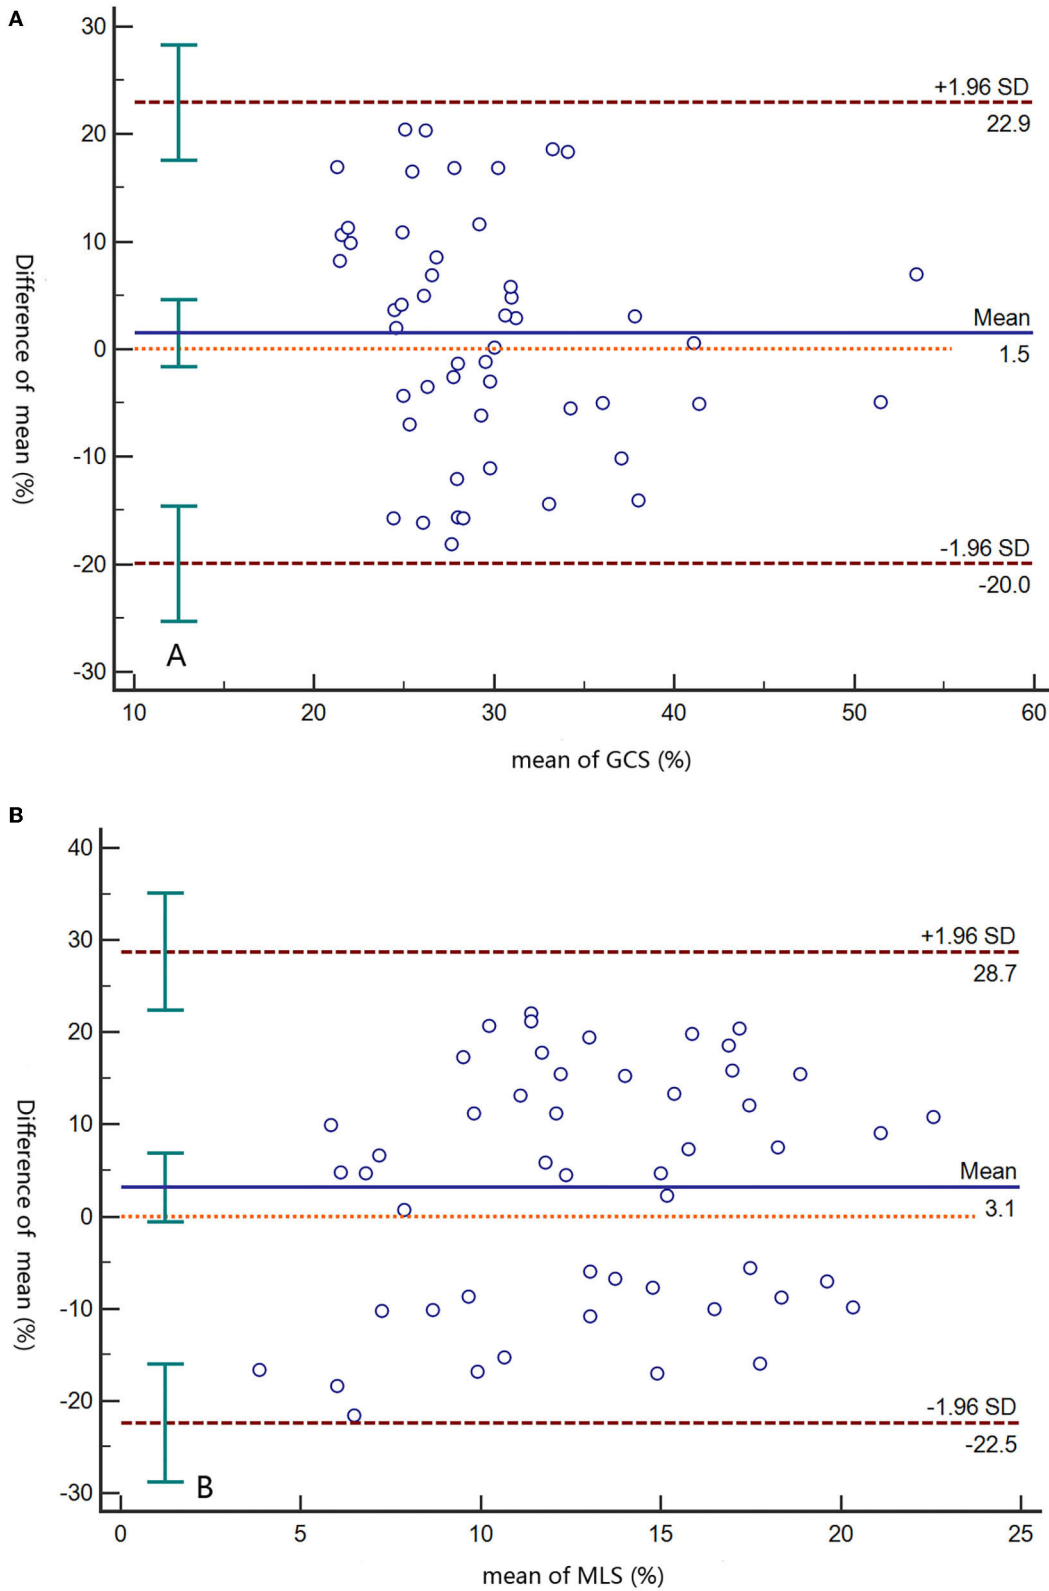 A
30
+1.96 SD
22.9
20
10
Mean
0
1.5
-10
-1.96 SD
-20
-20.0
A
-30
10 20 30 40 50 60
mean of GCS (%)
Difference of mean (%)
B
40
+1.96 SD
30
28.7
20
10
Mean
3.1
0
-10
-20
-1.96 SD
-22.5
B
-30
0 5 10 15 20 25
mean of MLS (%)
Difference of mean (%)